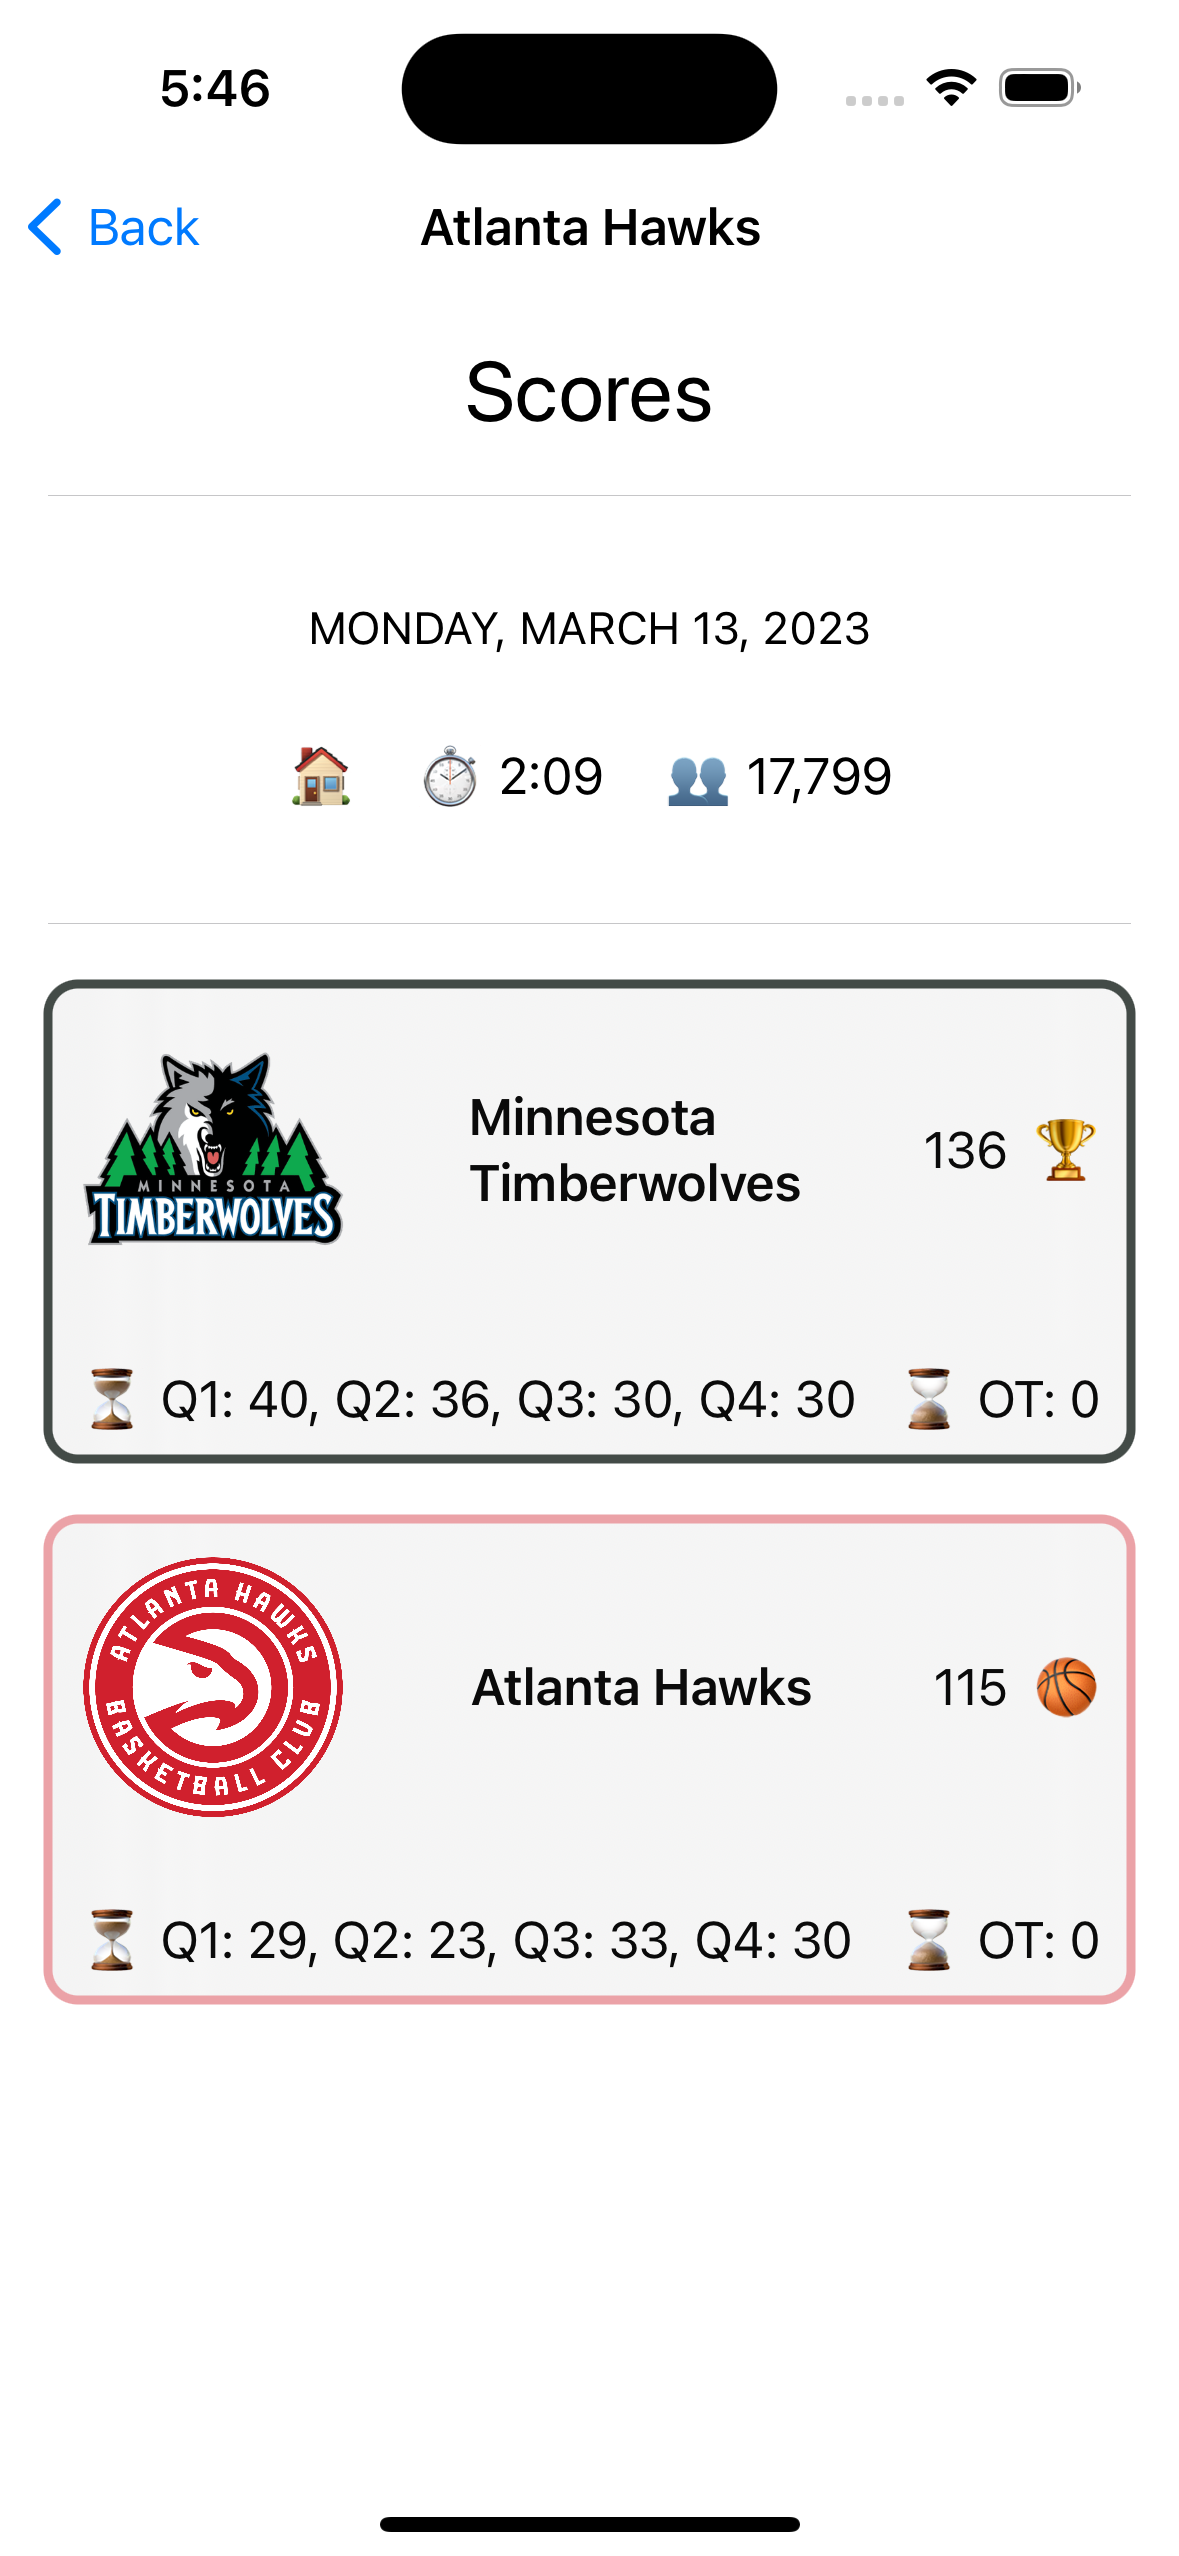 5:46
Back
Atlanta Hawks
Scores
MONDAY, MARCH 13, 2023
2:09 17,799
MINNESOTA
TIMBERWOLVES
Minnesota
Timberwolves
136
Q1: 40, Q2: 36, Q3: 30, Q4: 30 OT: 0
ATLANTA HAWKS
BASKETBALL CLUB
Atlanta Hawks
115
Q1: 29, Q2: 23, Q3: 33, Q4: 30 OT: 0